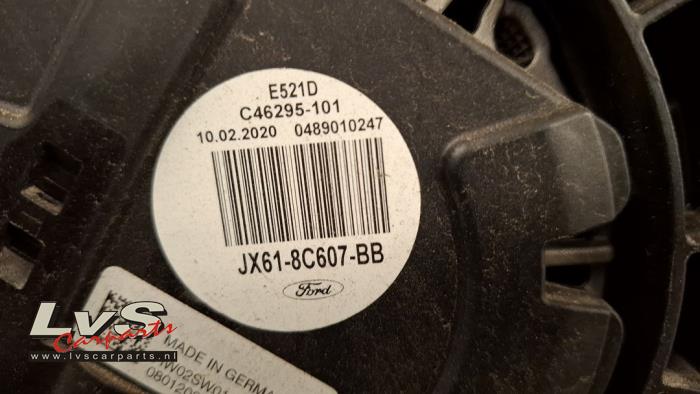 E521D
C46295-101
10.02.2020 0489010247
JX61-8C607-BB
Ford
MADE IN GERMA
LvS
Carparts
www.lvscarparts.nl